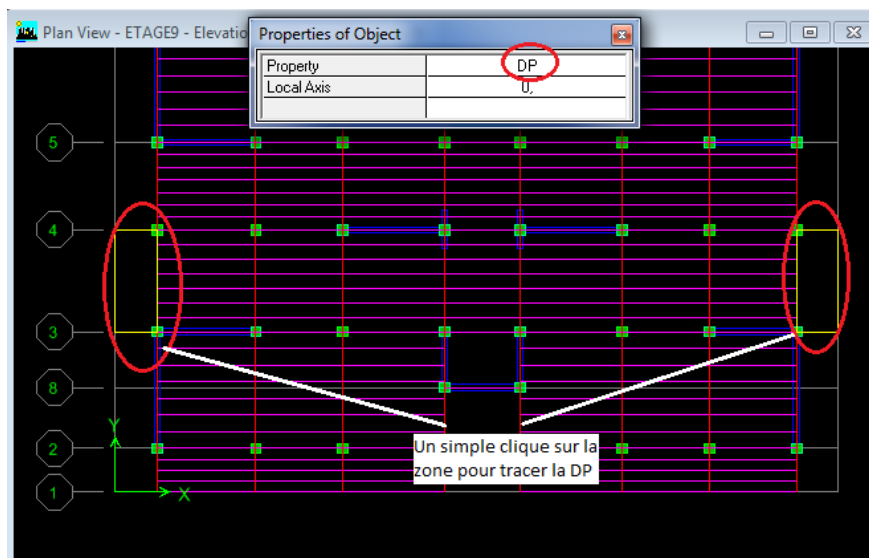 Plan View - ETAGE9 - Elevatio
Properties of Object
Property DP
Local Axis 0,
5
4
3
8
Y
2
Un simple clique sur la
zone pour tracer la DP
1
X